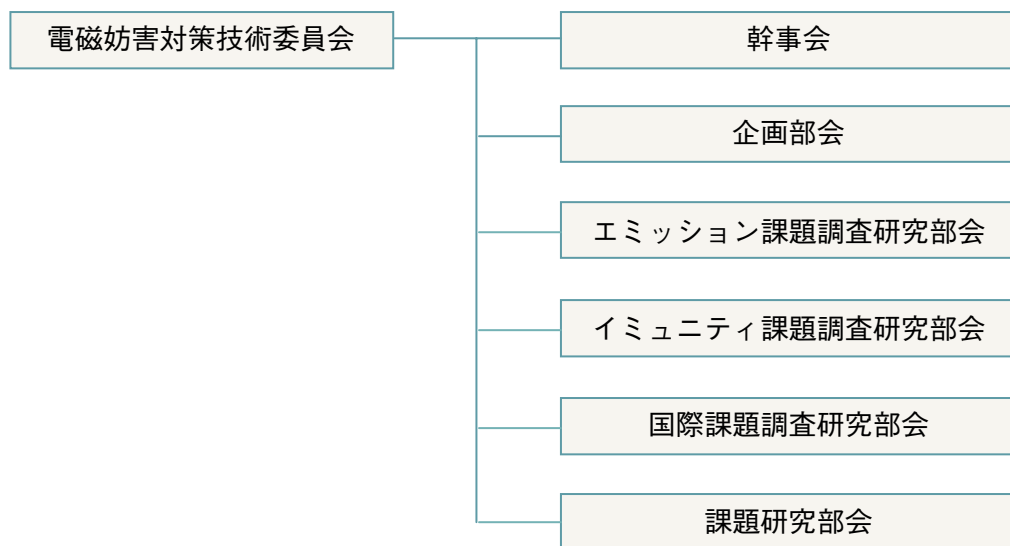 電磁妨害対策技術委員会
幹事会
企画部会
エミッション課題調査研究部会
イミュニティ課題調査研究部会
国際課題調査研究部会
課題研究部会